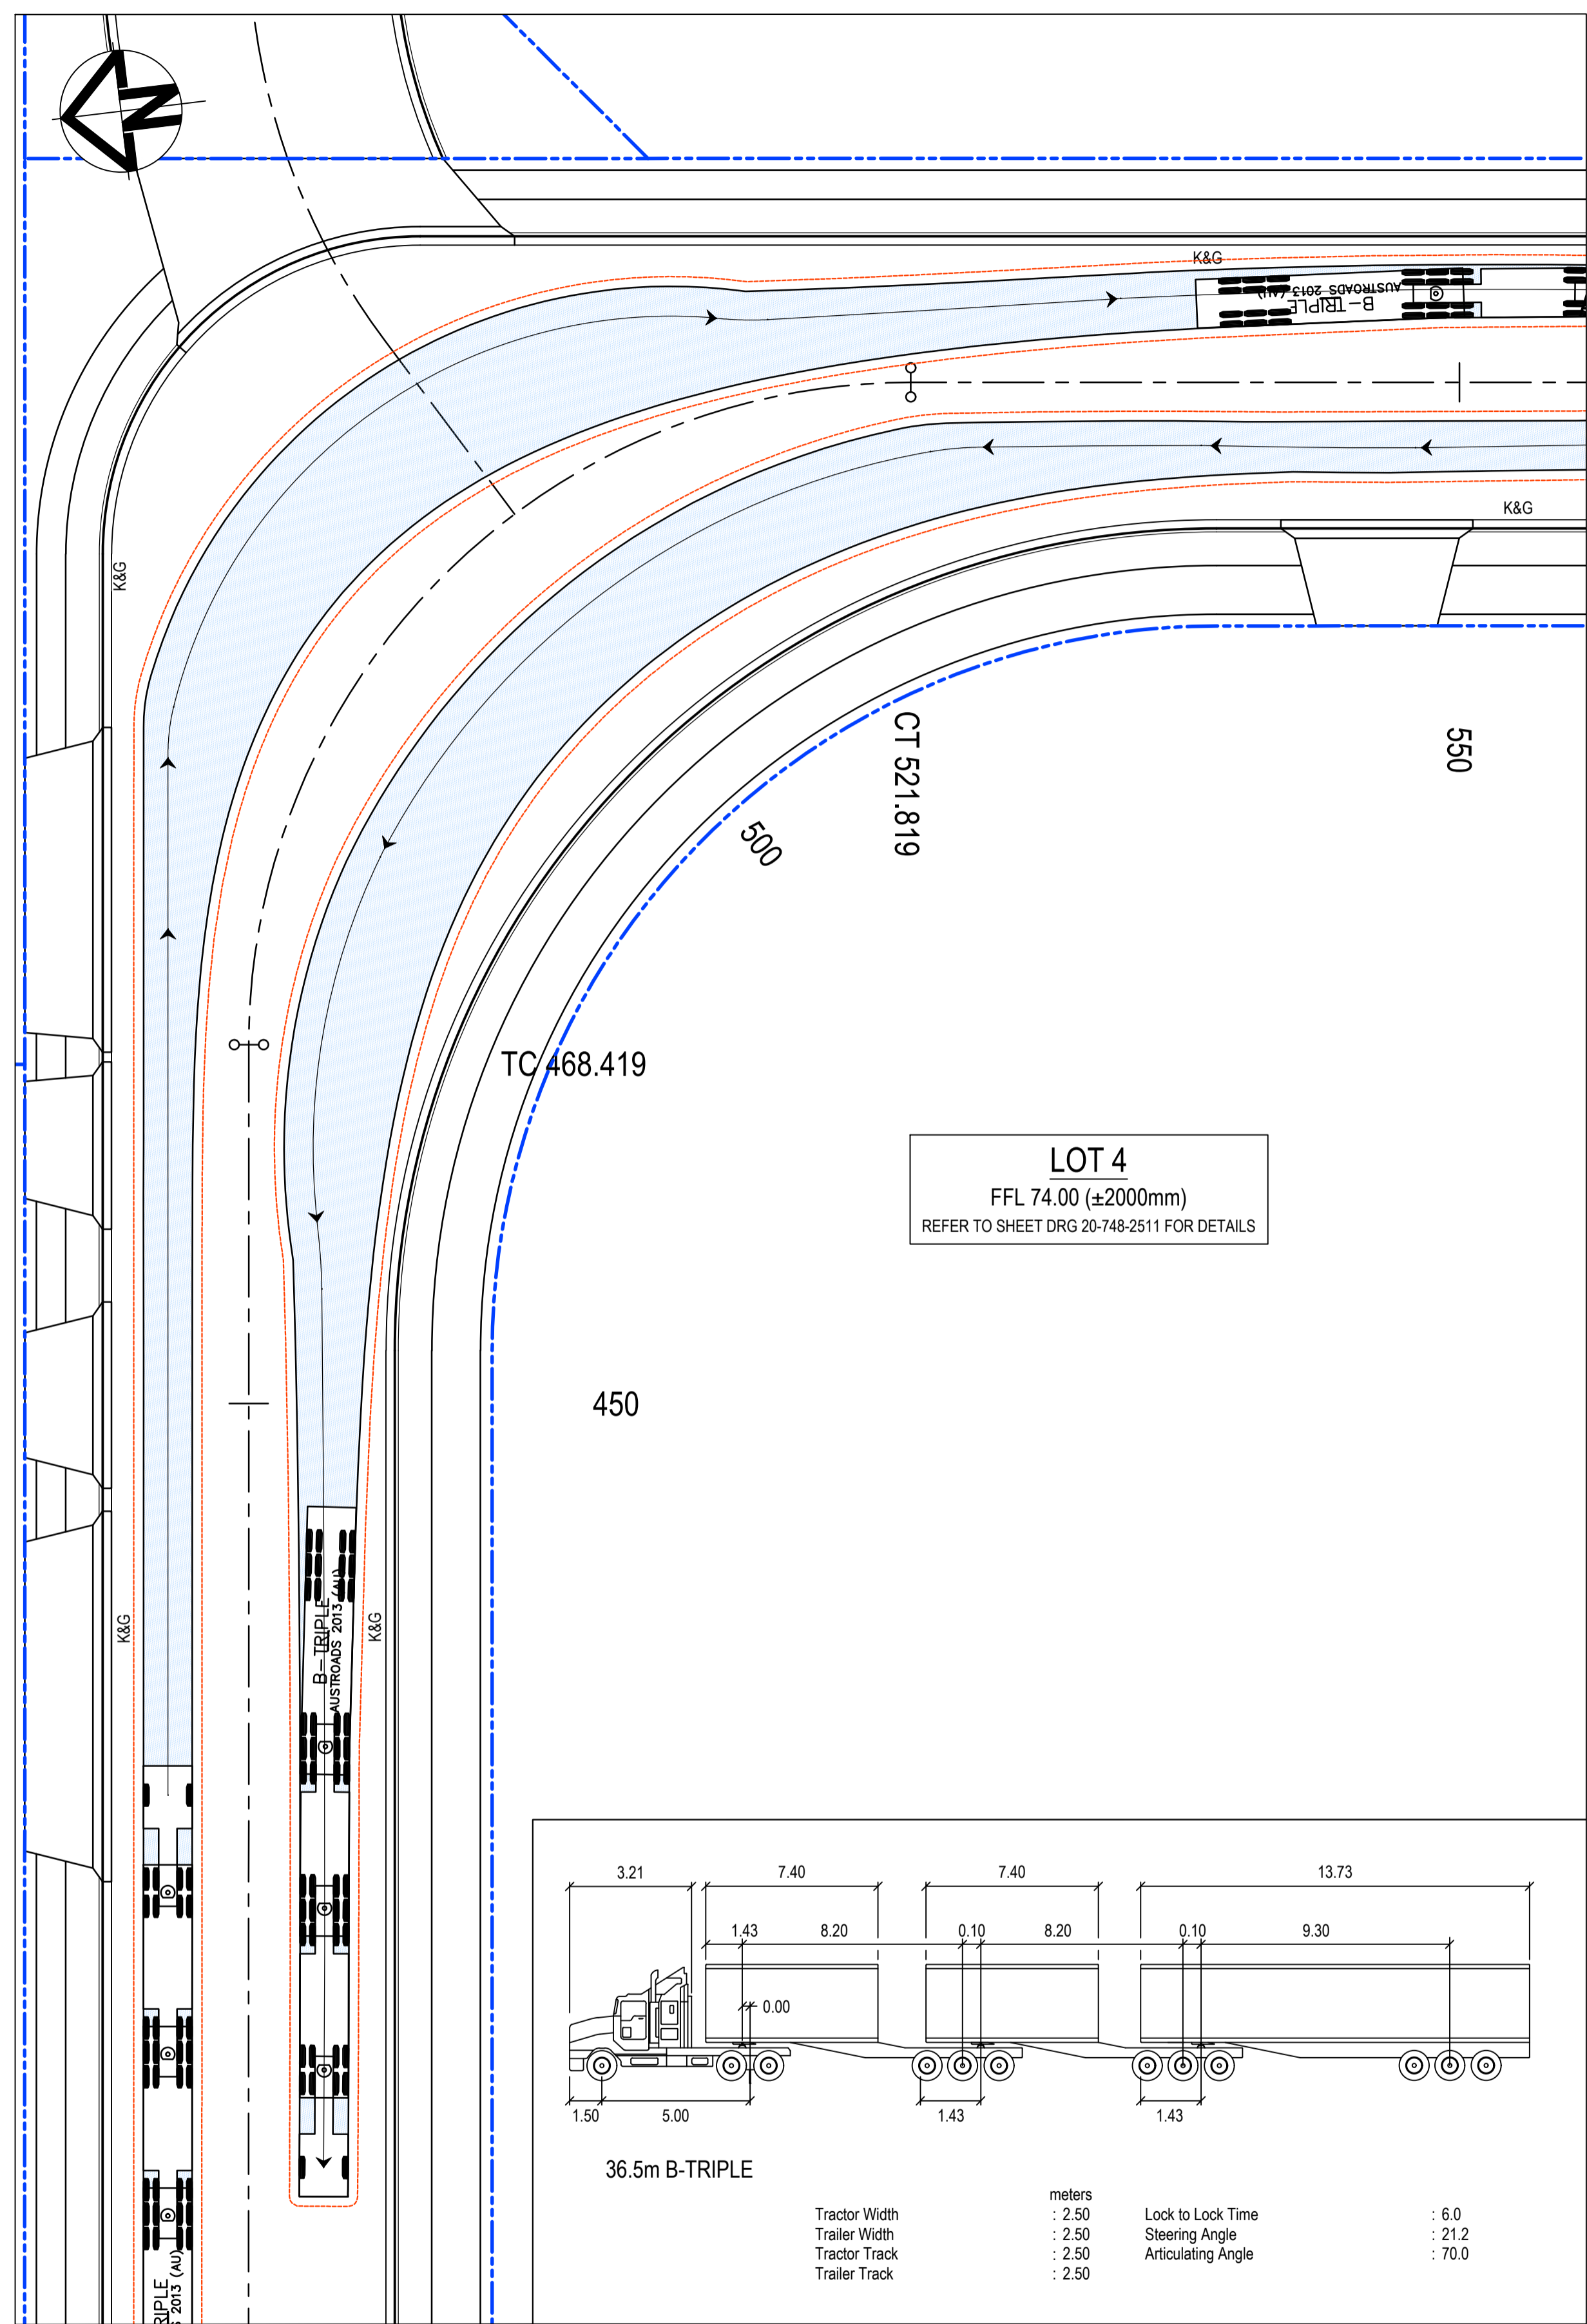 N
K&G
B-TRIPLE
AUSTROADS 2013 (AU)
K&G
K&G
CT 521.819
550
500
TC 468.419
LOT 4
FFL 74.00 (±2000mm)
REFER TO SHEET DRG 20-748-2511 FOR DETAILS
450
K&G
B-TRIPLE
AUSTROADS 2013 (AU)
K&G
3.21 7.40 7.40 13.73
1.43 8.20 0.10 8.20 0.10 9.30
0.00
1.50 5.00 1.43 1.43
36.5m B-TRIPLE
meters
Tractor Width : 2.50 Lock to Lock Time : 6.0
Trailer Width : 2.50 Steering Angle : 21.2
Tractor Track : 2.50 Articulating Angle : 70.0
Trailer Track : 2.50
RIPLE
2013 (AU)